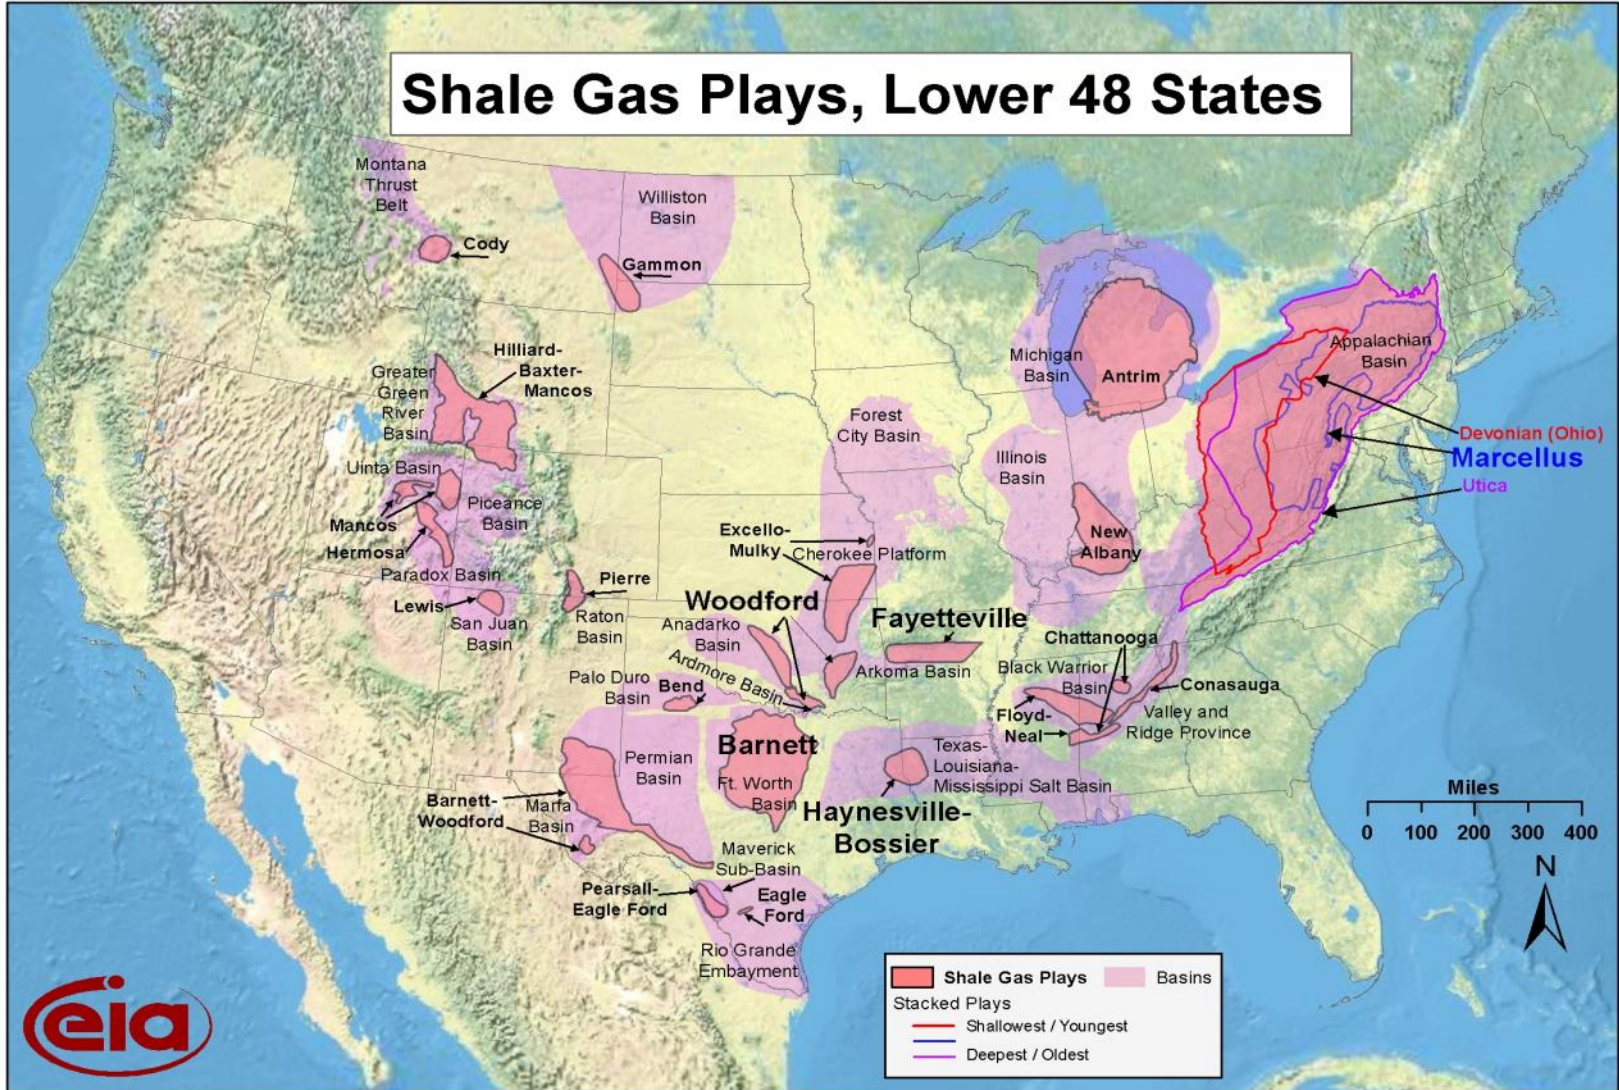 Shale Gas Plays, Lower 48 States
Montana
Thrust
Belt
Cody
Williston
Basin
Gammon
Hilliard-
Baxter-
Mancos
Greater
Green
River
Basin
Uinta Basin
Piceance
Basin
Mancos
Hermosa
Paradox Basin
Lewis
San Juan
Basin
Pierre
Raton
Basin
Michigan
Basin
Antrim
Forest
City Basin
Illinois
Basin
New
Albany
Appalachian
Basin
Devonian (Ohio)
Marcellus
Utica
Excello-
Mulky
Cherokee Platform
Woodford
Anadarko
Basin
Fayetteville
Arkoma Basin
Ardmore Basin
Palo Duro
Basin
Bend
Chattanooga
Black Warrior
Basin
Conasauga
Floyd-
Neal
Valley and
Ridge Province
Barnett
Ft. Worth
Basin
Permian
Basin
Barnett-
Woodford
Marfa
Basin
Texas-
Louisiana-
Mississippi Salt Basin
Haynesville-
Bossier
Maverick
Sub-Basin
Pearsall-
Eagle Ford
Eagle
Ford
Rio Grande
Embayment
Miles
0 100 200 300 400
N
Shale Gas Plays Basins
Stacked Plays
Shallowest / Youngest
Deepest / Oldest
eia